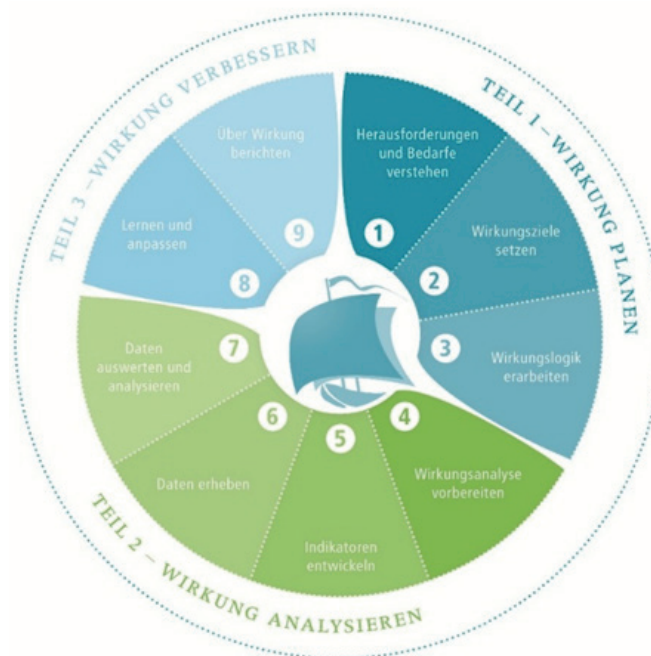 TEIL 1 – WIRKUNG PLANEN
Herausforderungen
und Bedarfe
verstehen
1
Wirkungsziele
setzen
2
Wirkungslogik
erarbeiten
3
TEIL 2 – WIRKUNG ANALYSIEREN
Wirkungsanalyse
vorbereiten
4
Indikatoren
entwickeln
5
Daten erheben
6
Daten
auswerten und
analysieren
7
TEIL 3 – WIRKUNG VERBESSERN
Lernen und
anpassen
8
Über Wirkung
berichten
9